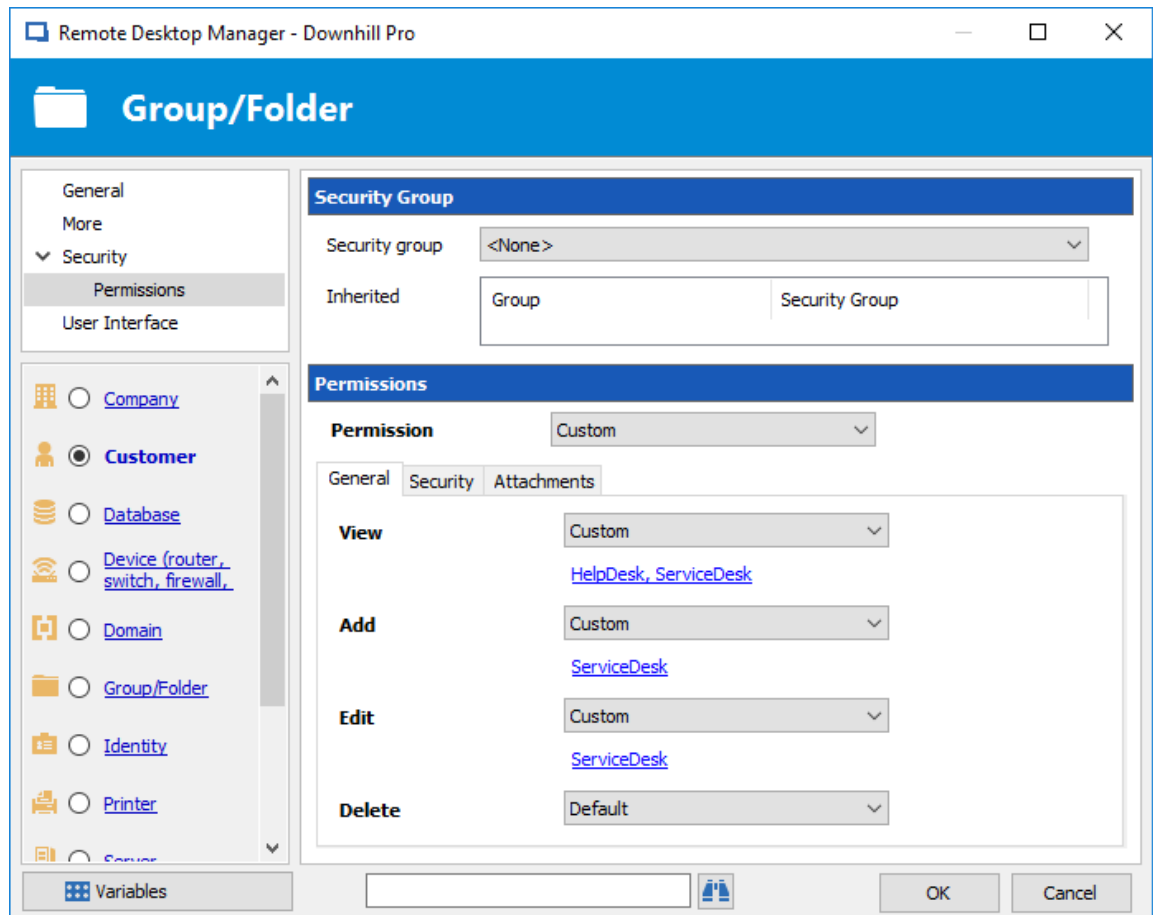 Remote Desktop Manager - Downhill Pro
Group/Folder
General
More
Security
Permissions
User Interface
Company
Customer
Database
Device (router,
switch, firewall,
Domain
Group/Folder
Identity
Printer
Server
Variables
Security Group
Security group
<None>
Inherited
Group
Security Group
Permissions
Permission
Custom
General
Security
Attachments
View
Custom
HelpDesk, ServiceDesk
Add
Custom
ServiceDesk
Edit
Custom
ServiceDesk
Delete
Default
OK
Cancel